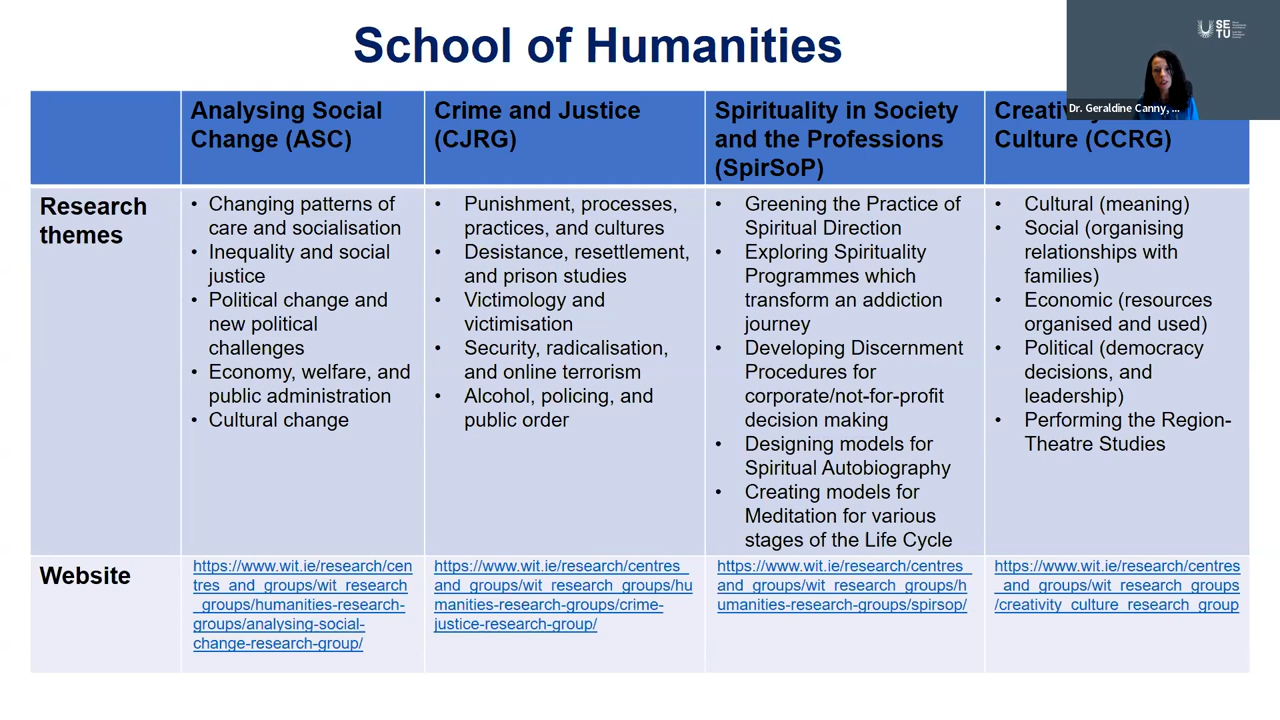 School of Humanities
SE
TU
Dr. Geraldine Canny, ...
Analysing Social
Change (ASC)
Crime and Justice
(CJRG)
Spirituality in Society
and the Professions
(SpirSoP)
Culture (CCRG)
Research
themes
• Changing patterns of
care and socialisation
• Inequality and social
justice
• Political change and
new political
challenges
• Economy, welfare, and
public administration
• Cultural change
• Punishment, processes,
practices, and cultures
• Desistance, resettlement,
and prison studies
• Victimology and
victimisation
• Security, radicalisation,
and online terrorism
• Alcohol, policing, and
public order
• Greening the Practice of
Spiritual Direction
• Exploring Spirituality
Programmes which
transform an addiction
journey
• Developing Discernment
Procedures for
corporate/not-for-profit
decision making
• Designing models for
Spiritual Autobiography
• Creating models for
Meditation for various
stages of the Life Cycle
• Cultural (meaning)
• Social (organising
relationships with
families)
• Economic (resources
organised and used)
• Political (democracy
decisions, and
leadership)
• Performing the Region-
Theatre Studies
Website
https://www.wit.ie/research/cen
tres_and_groups/wit_research
_groups/humanities-research-
groups/analysing-social-
change-research-group/
https://www.wit.ie/research/centres_
and_groups/wit_research_groups/hu
manities-research-groups/crime-
justice-research-group/
https://www.wit.ie/research/centres_
and_groups/wit_research_groups/h
umanities-research-groups/spirsop/
https://www.wit.ie/research/centres
_and_groups/wit_research_groups
/creativity_culture_research_group